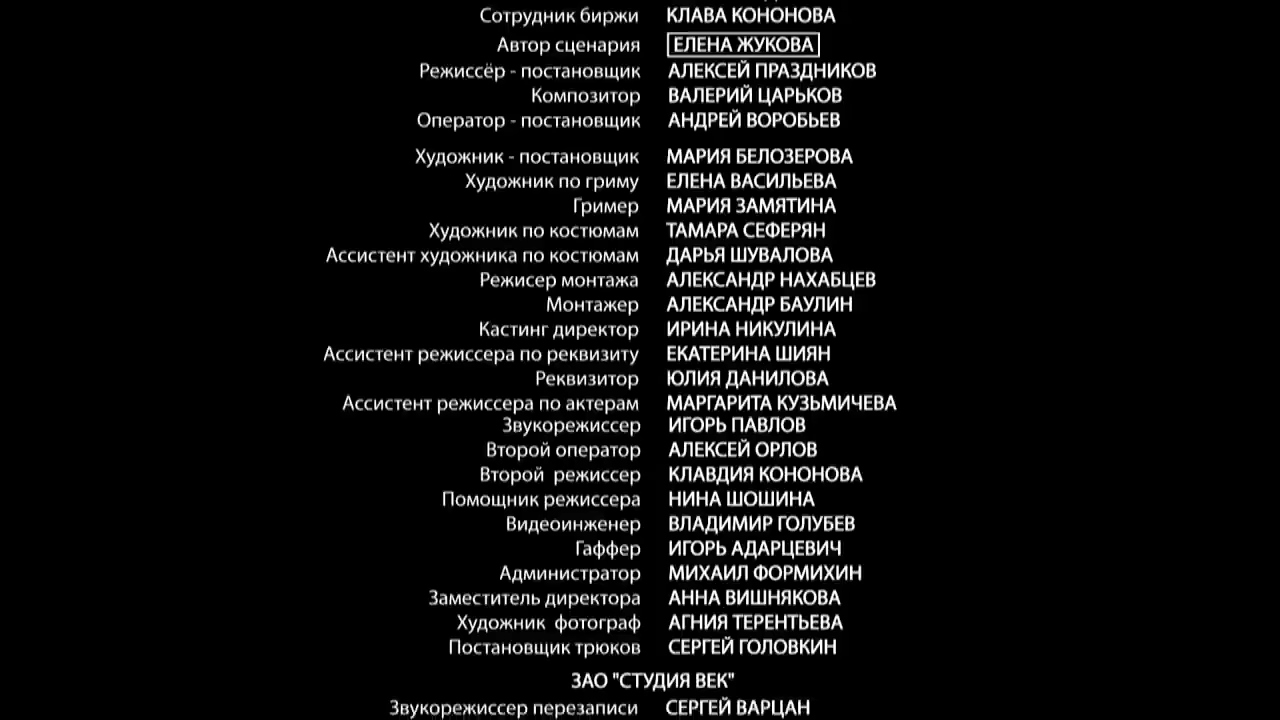 Сотрудник биржи КЛАВА КОНОНОВА
Автор сценария ЕЛЕНА ЖУКОВА
Режиссёр - постановщик АЛЕКСЕЙ ПРАЗДНИКОВ
Композитор ВАЛЕРИЙ ЦАРЬКОВ
Оператор - постановщик АНДРЕЙ ВОРОБЬЕВ
Художник - постановщик МАРИЯ БЕЛОЗЕРОВА
Художник по гриму ЕЛЕНА ВАСИЛЬЕВА
Гример МАРИЯ ЗАМЯТИНА
Художник по костюмам ТАМАРА СЕФЕРЯН
Ассистент художника по костюмам ДАРЬЯ ШУВАЛОВА
Режисер монтажа АЛЕКСАНДР НАХАБЦЕВ
Монтажер АЛЕКСАНДР БАУЛИН
Кастинг директор ИРИНА НИКУЛИНА
Ассистент режиссера по реквизиту ЕКАТЕРИНА ШИЯН
Реквизитор ЮЛИЯ ДАНИЛОВА
Ассистент режиссера по актерам МАРГАРИТА КУЗЬМИЧЕВА
Звукорежиссер ИГОРЬ ПАВЛОВ
Второй оператор АЛЕКСЕЙ ОРЛОВ
Второй режиссер КЛАВДИЯ КОНОНОВА
Помощник режиссера НИНА ШОШИНА
Видеоинженер ВЛАДИМИР ГОЛУБЕВ
Гаффер ИГОРЬ АДАРЦЕВИЧ
Администратор МИХАИЛ ФОРМИХИН
Заместитель директора АННА ВИШНЯКОВА
Художник фотограф АГНИЯ ТЕРЕНТЬЕВА
Постановщик трюков СЕРГЕЙ ГОЛОВКИН
ЗАО "СТУДИЯ ВЕК"
Звукорежиссер перезаписи СЕРГЕЙ ВАРЦАН